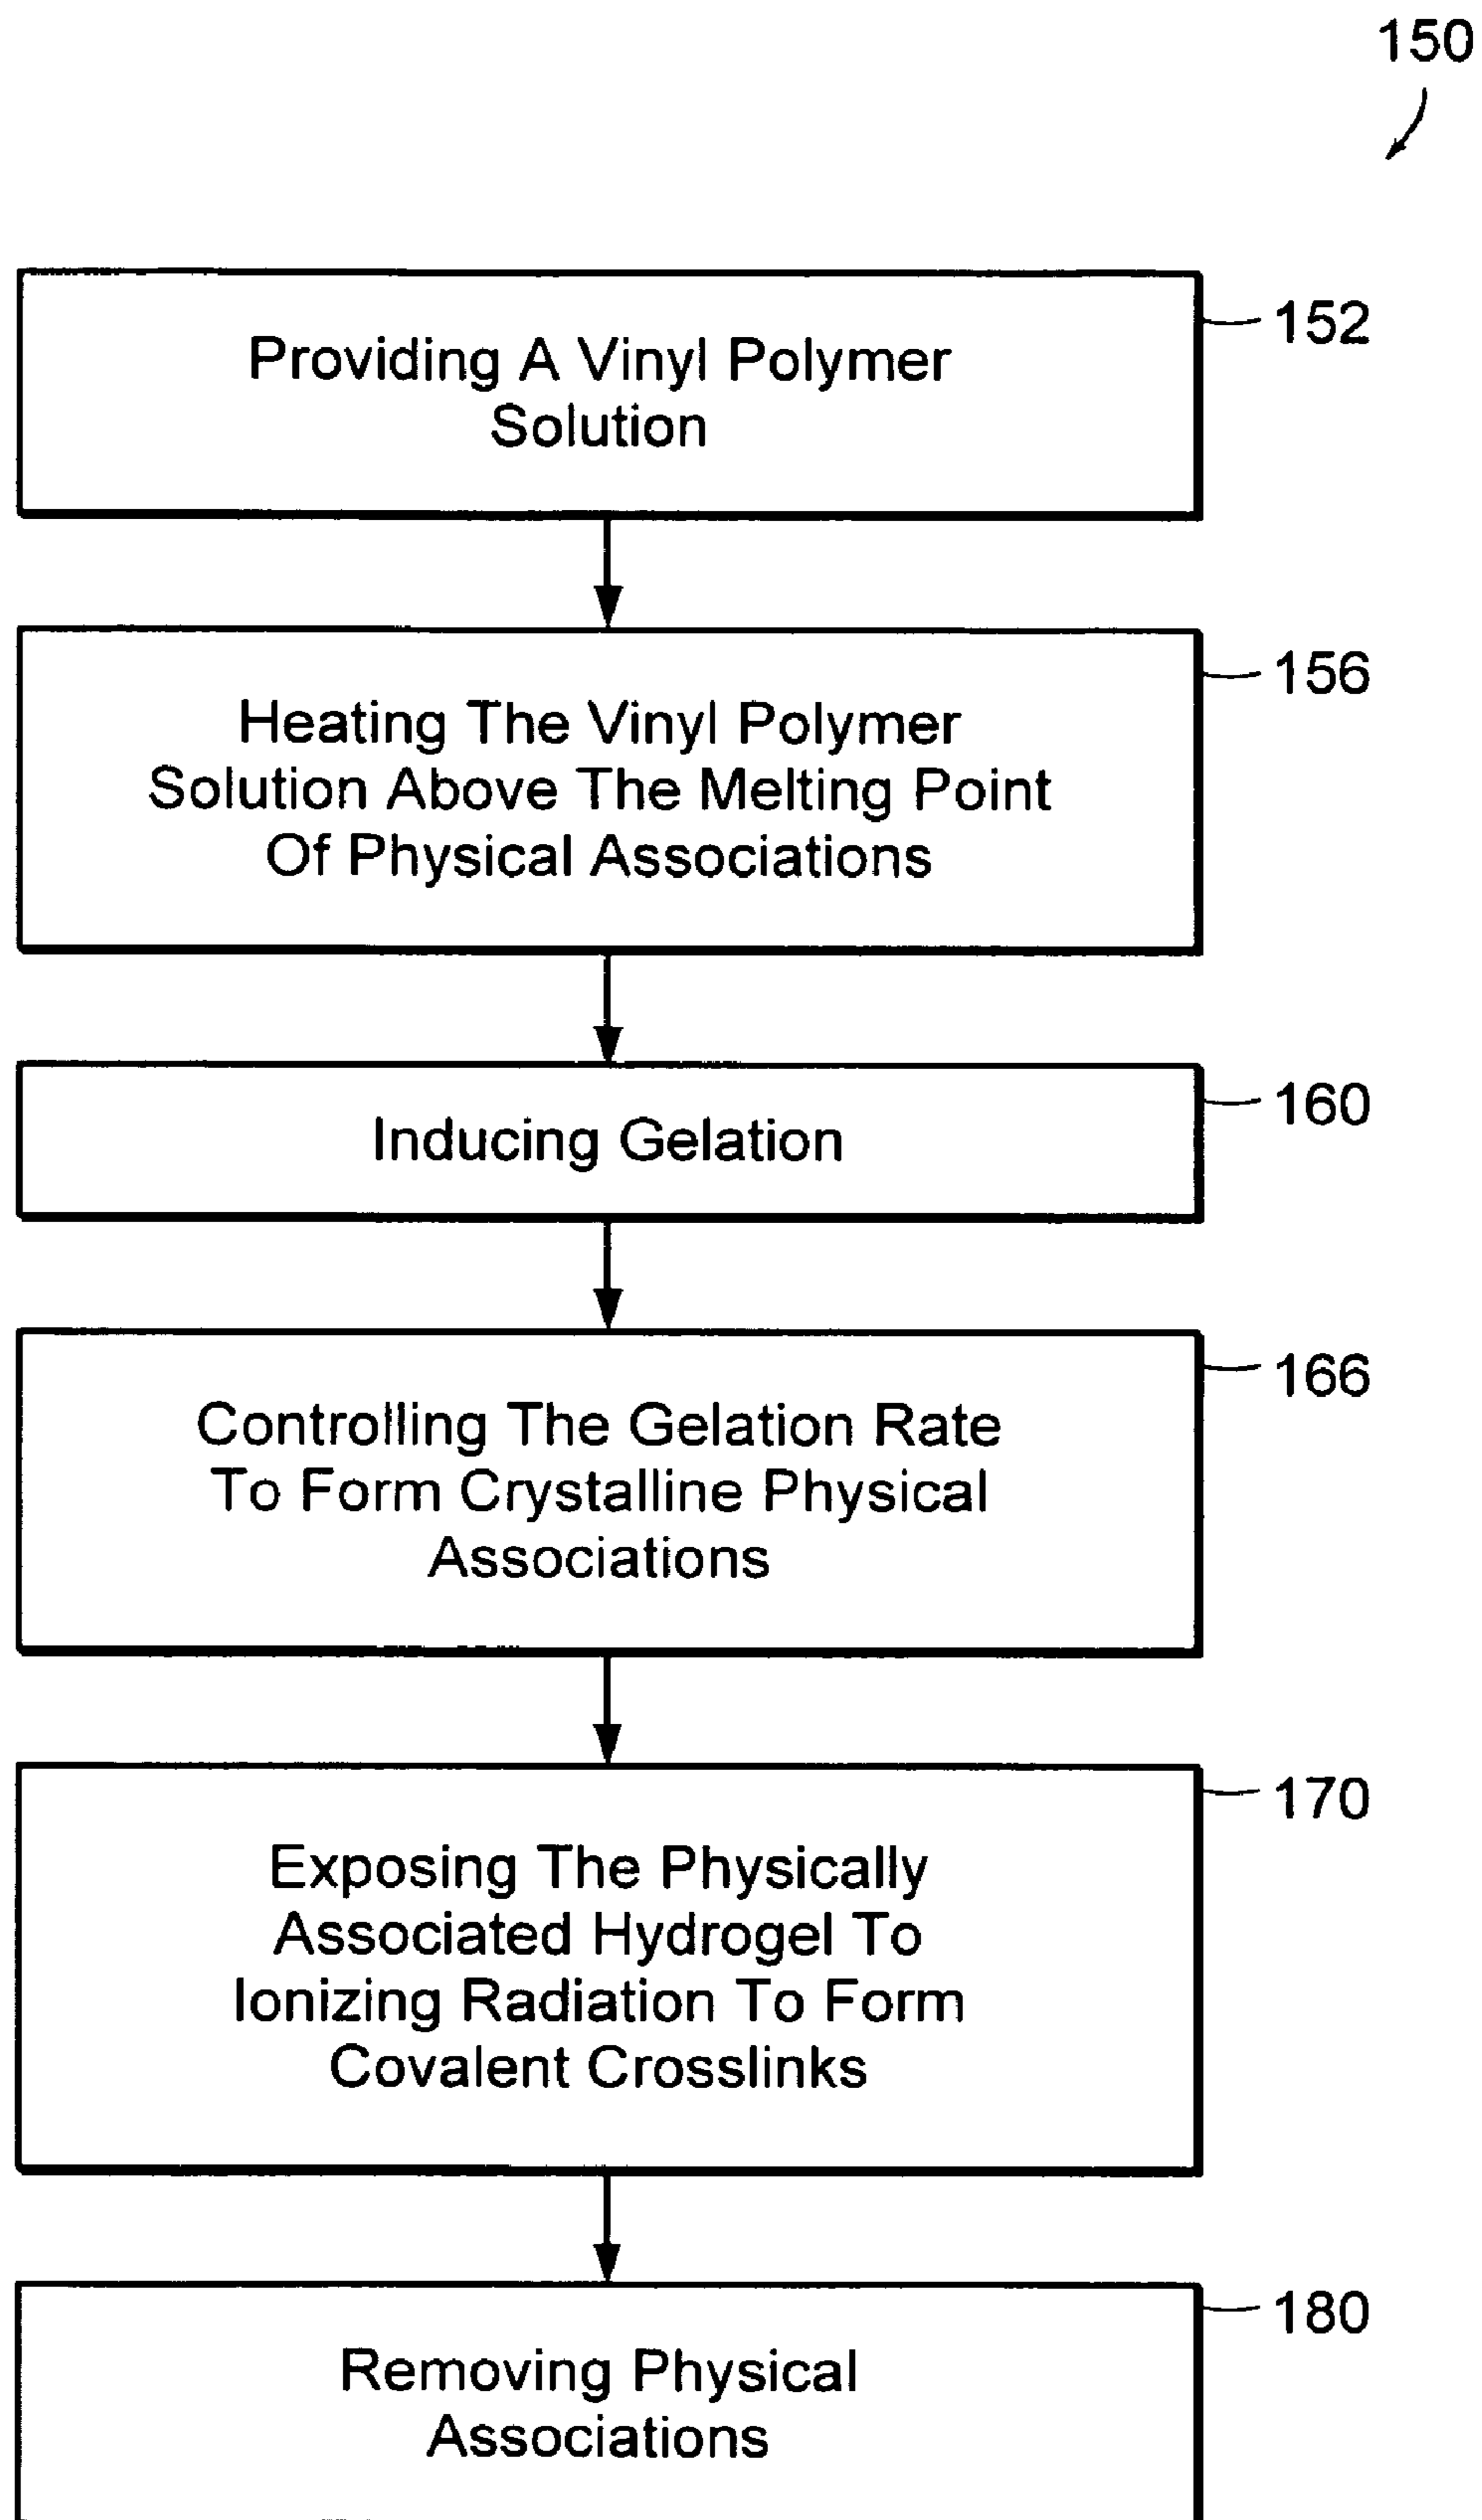 150
Providing A Vinyl Polymer
Solution
152
Heating The Vinyl Polymer
Solution Above The Melting Point
Of Physical Associations
156
Inducing Gelation
160
Controlling The Gelation Rate
To Form Crystalline Physical
Associations
166
Exposing The Physically
Associated Hydrogel To
Ionizing Radiation To Form
Covalent Crosslinks
170
Removing Physical
Associations
180